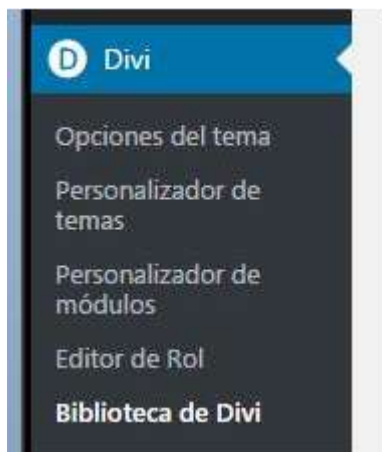 D Divi
Opciones del tema
Personalizador de
temas
Personalizador de
módulos
Editor de Rol
Biblioteca de Divi